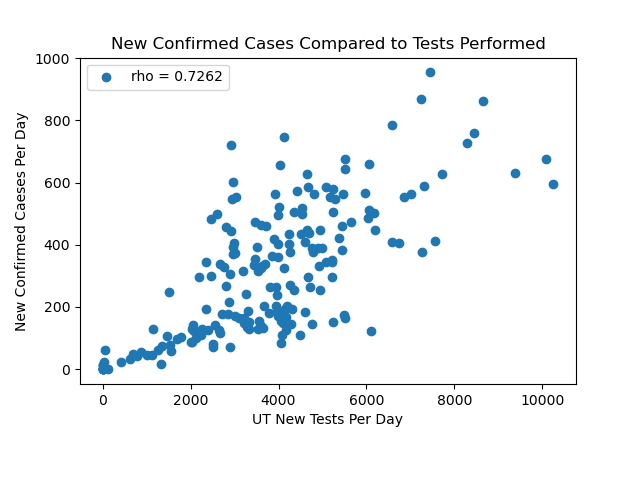 New Confirmed Cases Compared to Tests Performed
rho = 0.7262
New Confirmed Caeses Per Day
1000
800
600
400
200
0
0 2000 4000 6000 8000 10000
UT New Tests Per Day